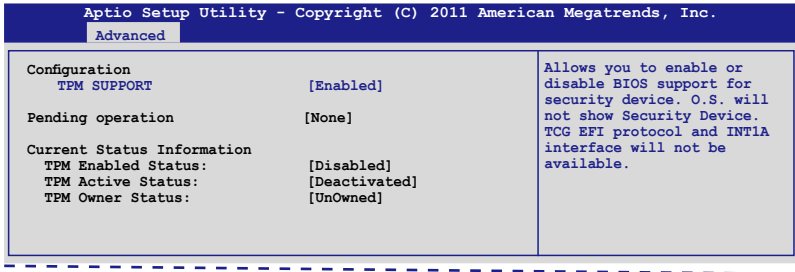 Aptio Setup Utility - Copyright (C) 2011 American Megatrends, Inc.
Advanced
Configuration
TPM SUPPORT [Enabled]
Pending operation [None]
Current Status Information
TPM Enabled Status: [Disabled]
TPM Active Status: [Deactivated]
TPM Owner Status: [UnOwned]
Allows you to enable or
disable BIOS support for
security device. O.S. will
not show Security Device.
TCG EFI protocol and INT1A
interface will not be
available.